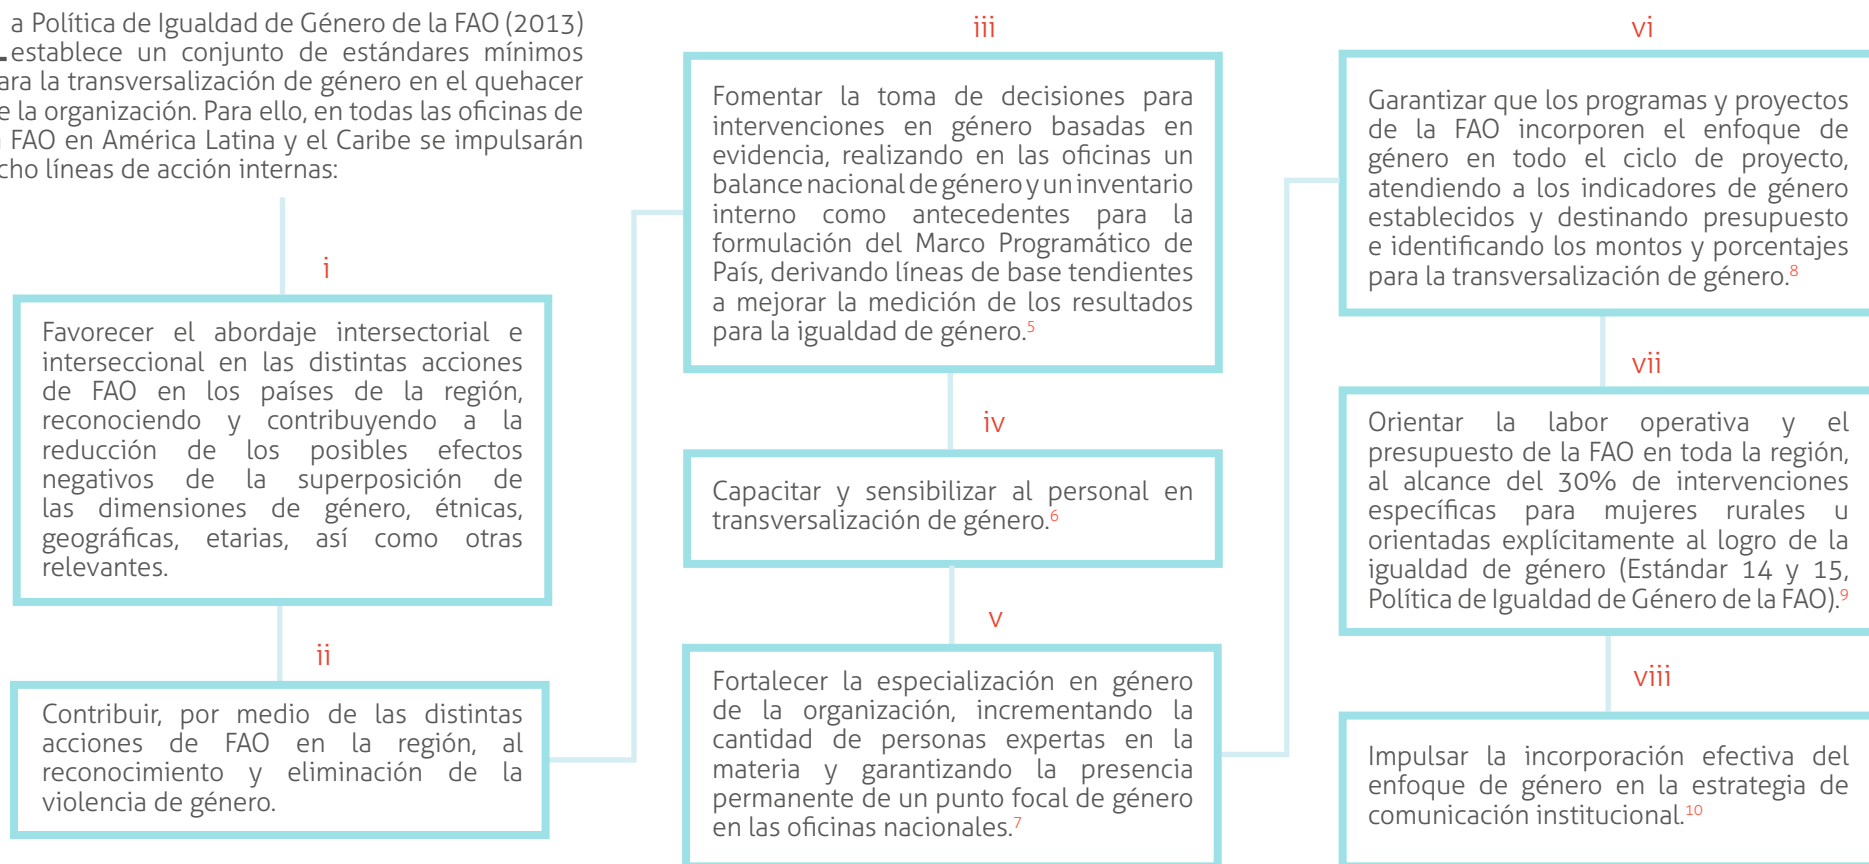 a Política de Igualdad de Género de la FAO (2013)
establece un conjunto de estándares mínimos
ara la transversalización de género en el quehacer
e la organización. Para ello, en todas las oficinas de
a FAO en América Latina y el Caribe se impulsarán
cho líneas de acción internas:
i
Favorecer el abordaje intersectorial e
interseccional en las distintas acciones
de FAO en los países de la región,
reconociendo y contribuyendo a la
reducción de los posibles efectos
negativos de la superposición de
las dimensiones de género, étnicas,
geográficas, etarias, así como otras
relevantes.
ii
Contribuir, por medio de las distintas
acciones de FAO en la región, al
reconocimiento y eliminación de la
violencia de género.
iii
Fomentar la toma de decisiones para
intervenciones en género basadas en
evidencia, realizando en las oficinas un
balance nacional de género y un inventario
interno como antecedentes para la
formulación del Marco Programático de
País, derivando líneas de base tendientes
a mejorar la medición de los resultados
para la igualdad de género.5
iv
Capacitar y sensibilizar al personal en
transversalización de género.6
v
Fortalecer la especialización en género
de la organización, incrementando la
cantidad de personas expertas en la
materia y garantizando la presencia
permanente de un punto focal de género
en las oficinas nacionales.7
vi
Garantizar que los programas y proyectos
de la FAO incorporen el enfoque de
género en todo el ciclo de proyecto,
atendiendo a los indicadores de género
establecidos y destinando presupuesto
e identificando los montos y porcentajes
para la transversalización de género.8
vii
Orientar la labor operativa y el
presupuesto de la FAO en toda la región,
al alcance del 30% de intervenciones
específicas para mujeres rurales u
orientadas explícitamente al logro de la
igualdad de género (Estándar 14 y 15,
Política de Igualdad de Género de la FAO).9
viii
Impulsar la incorporación efectiva del
enfoque de género en la estrategia de
comunicación institucional.10